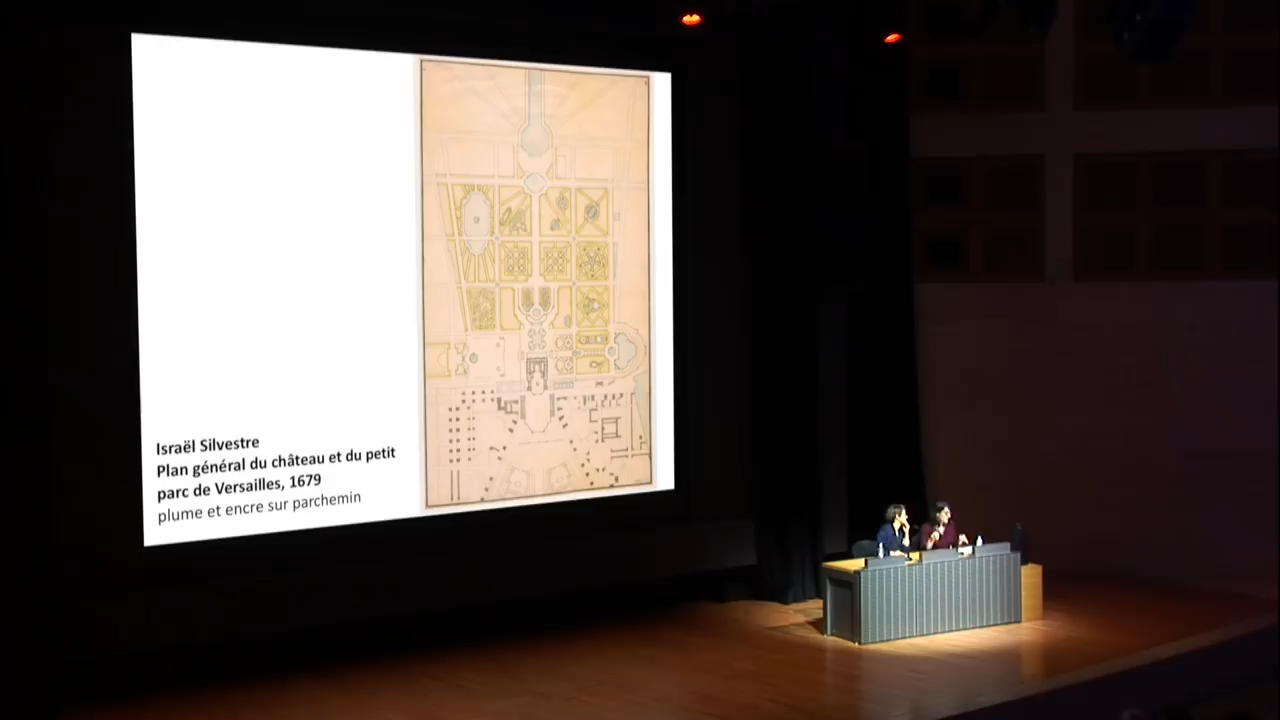 Israël Silvestre
Plan général du château et du petit
parc de Versailles, 1679
plume et encre sur parchemin